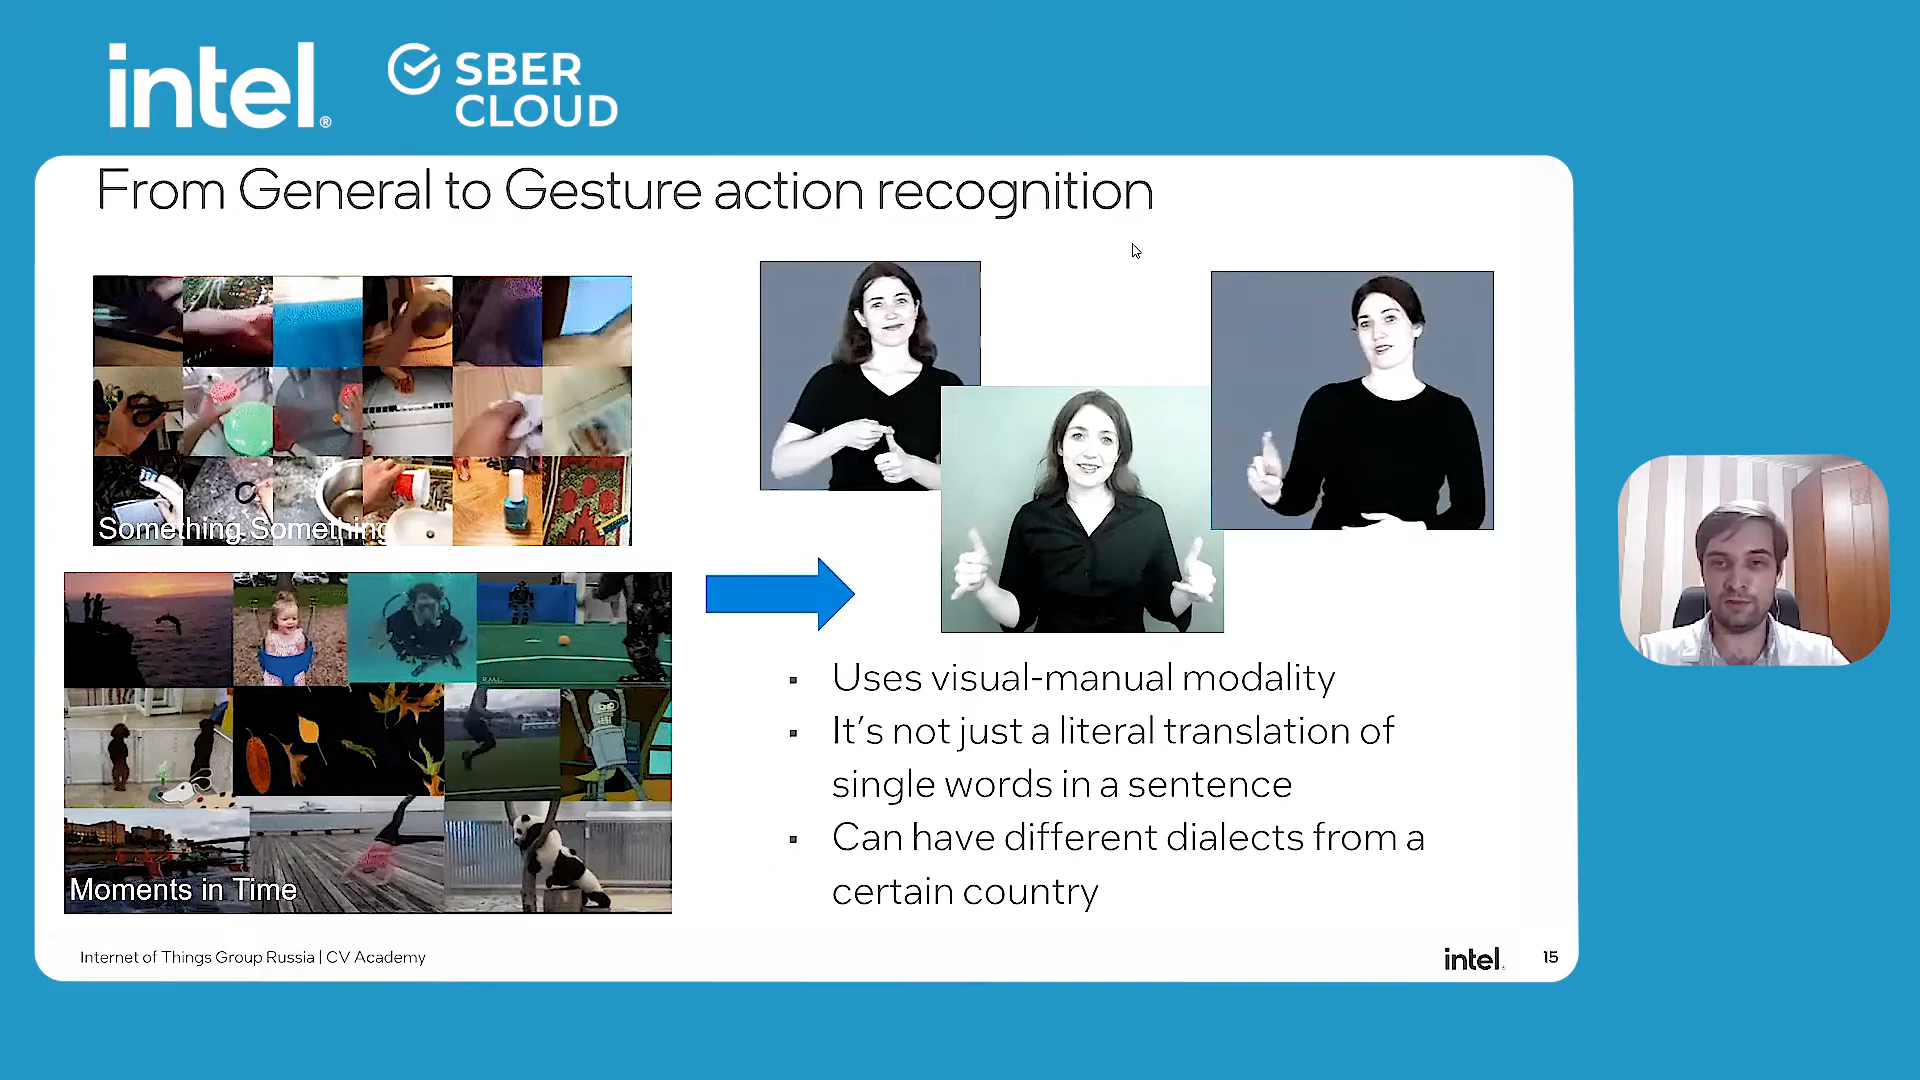 intel®
SBER
CLOUD
From General to Gesture action recognition
Something Something
Moments in Time
▪ Uses visual-manual modality
▪ It's not just a literal translation of
single words in a sentence
▪ Can have different dialects from a
certain country
Internet of Things Group Russia | CV Academy
intel.
15